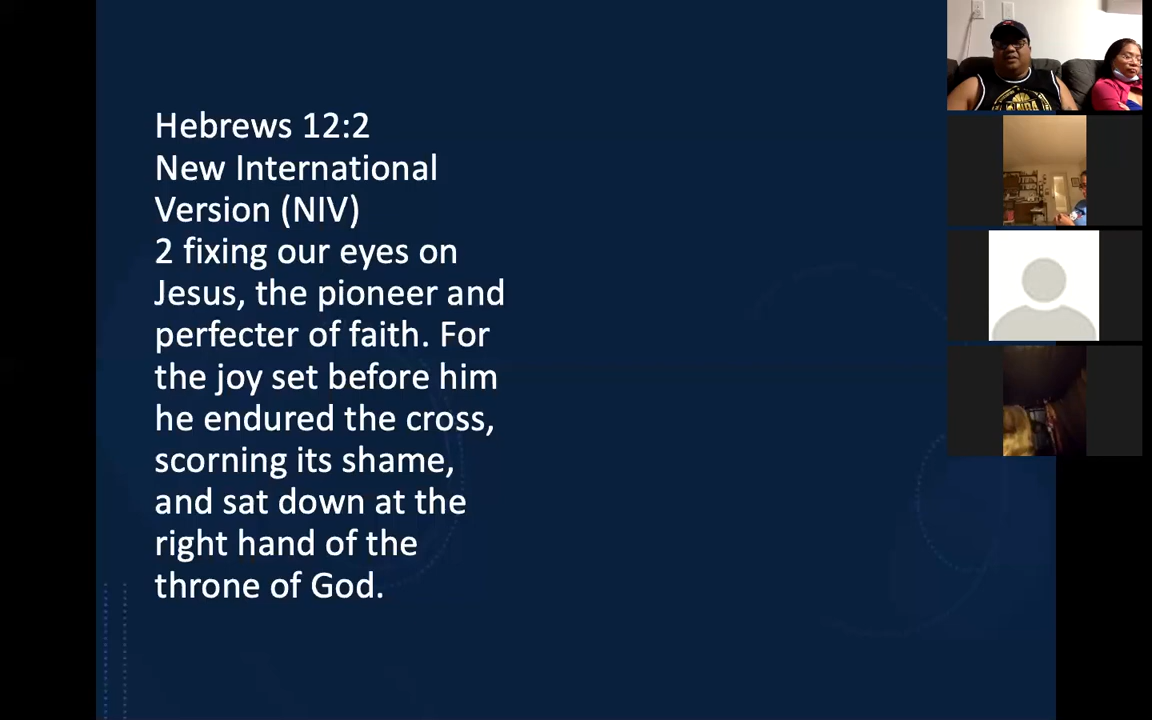 Hebrews 12:2
New International
Version (NIV)
2 fixing our eyes on
Jesus, the pioneer and
perfecter of faith. For
the joy set before him
he endured the cross,
scorning its shame,
and sat down at the
right hand of the
throne of God.